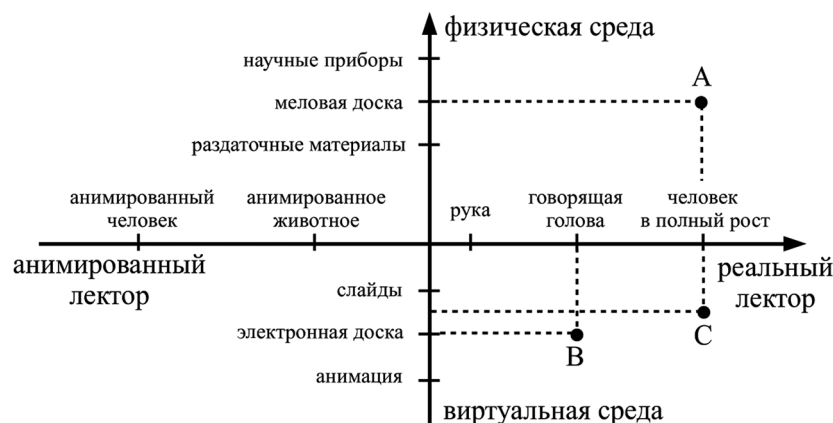 физическая среда
научные приборы
A
меловая доска
раздаточные материалы
анимированный
человек
анимированное
животное
рука
говорящая
голова
человек
в полный рост
анимированный
лектор
реальный
лектор
слайды
электронная доска
B
C
анимация
виртуальная среда